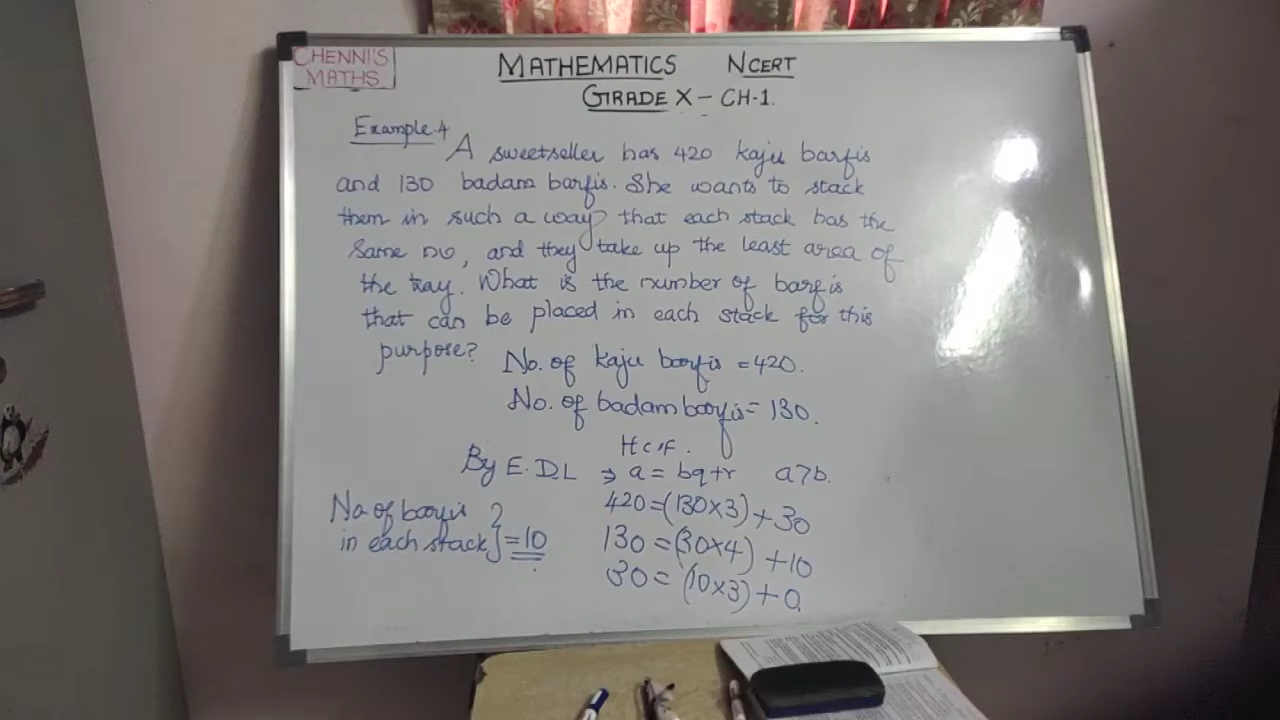 CHENNI'S
MATHS
MATHEMATICS NCERT
GRADE X - CH-1.
Example.4
A sweetseller has 420 kaju barfis
and 130 badam barfis. She wants to stack
them in such a way that each stack has the
same no, and they take up the least area of
the tray. What is the number of barfis
that can be placed in each stack for this
purpose?
No. of kaju barfis = 420.
No. of badam barfis = 130.
HCF.
By E.D.L ⇒ a = bq+r a>b.
420 = (130×3) + 30
130 = (30×4) + 10
30 = (10×3) + 0.
No of barfis
in each stack} = 10